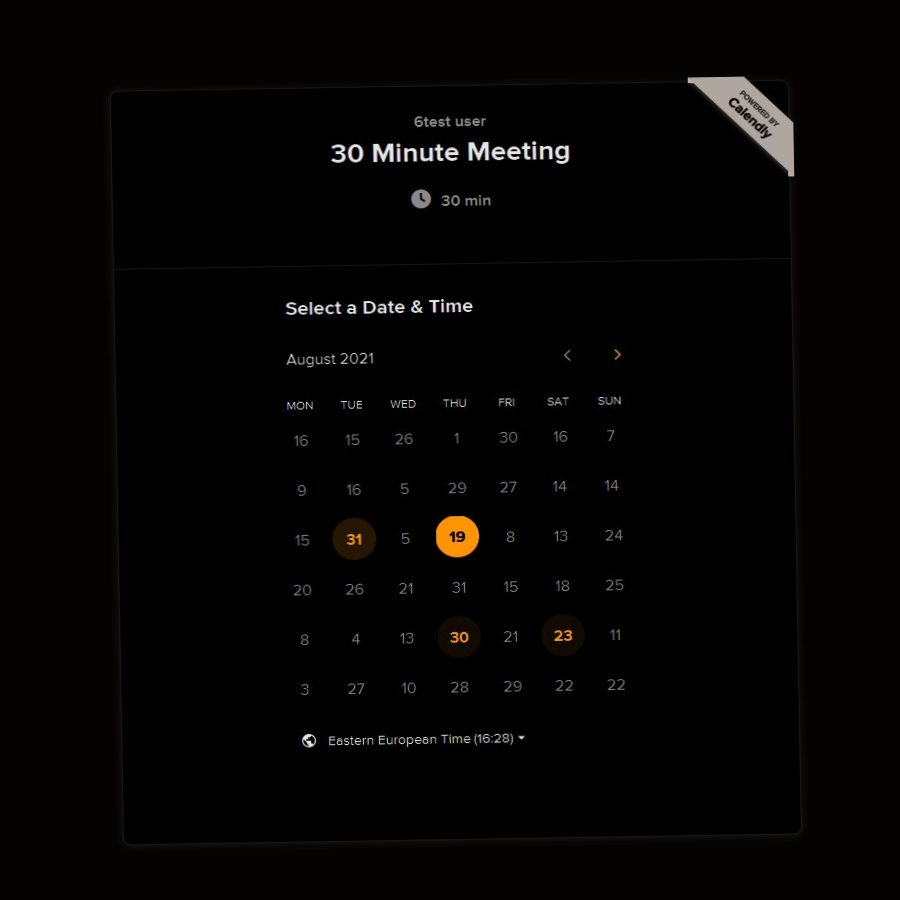 POWERED BY
Calendly
6test user
30 Minute Meeting
30 min
Select a Date & Time
August 2021
MON TUE WED THU FRI SAT SUN
16 15 26 1 30 16 7
9 16 5 29 27 14 14
15 31 5 19 8 13 24
20 26 21 31 15 18 25
8 4 13 30 21 23 11
3 27 10 28 29 22 22
Eastern European Time (16:28)